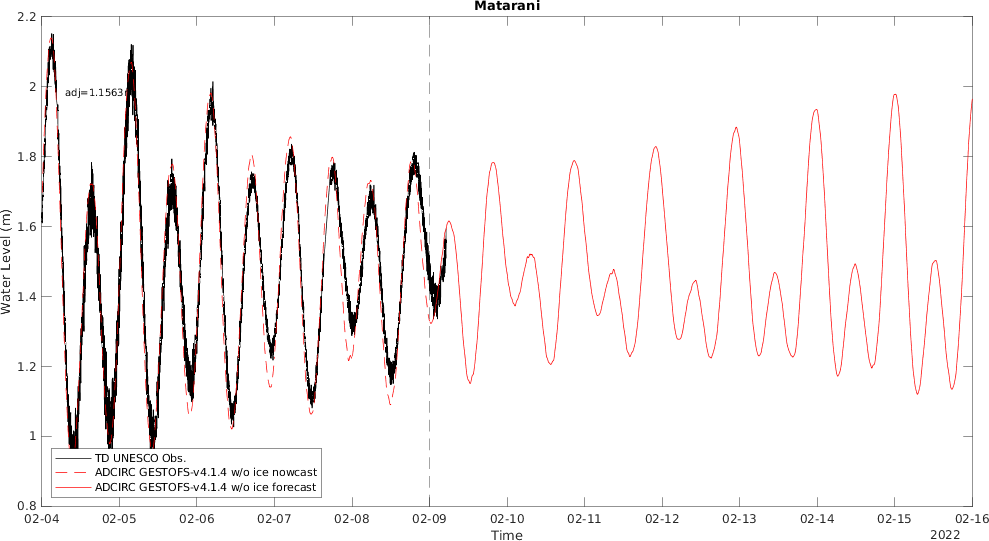 Matarani
2.2
2
1.8
1.6
1.4
1.2
1
0.8
Water Level (m)
adj=1.1563
TD UNESCO Obs.
ADCIRC GESTOFS-v4.1.4 w/o ice nowcast
ADCIRC GESTOFS-v4.1.4 w/o ice forecast
02-04 02-05 02-06 02-07 02-08 02-09 02-10 02-11 02-12 02-13 02-14 02-15 02-16
Time
2022